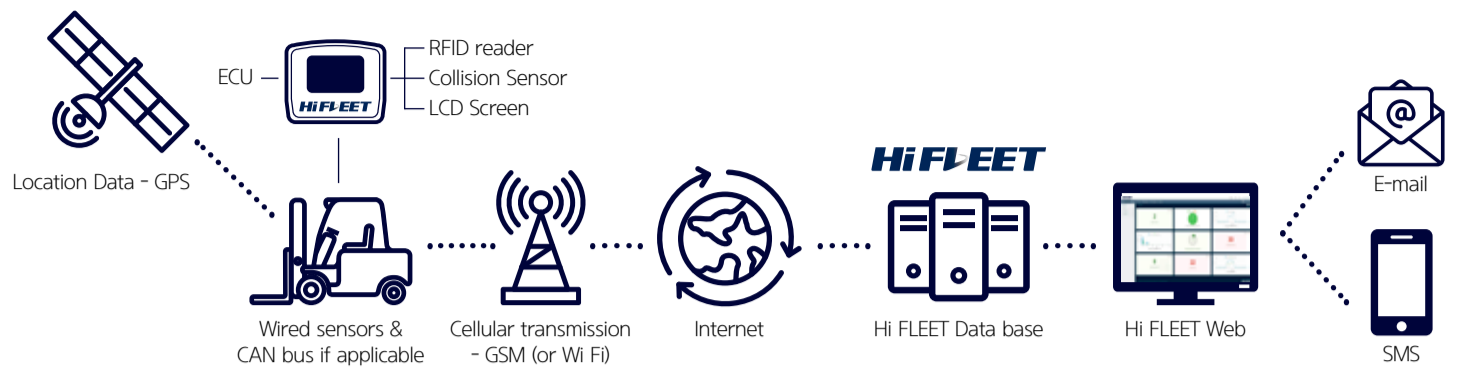 RFID reader
ECU
Collision Sensor
HiFLEET
LCD Screen
Location Data - GPS
HiFLEET
E-mail
Wired sensors &
CAN bus if applicable
Cellular transmission
- GSM (or Wi Fi)
Internet
Hi FLEET Data base
Hi FLEET Web
SMS